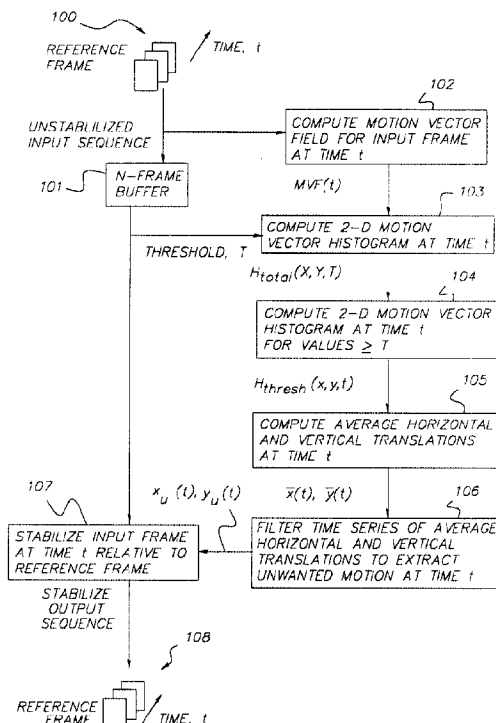 100
REFERENCE
FRAME
TIME, t
UNSTABLILIZED
INPUT SEQUENCE
102
COMPUTE MOTION VECTOR
FIELD FOR INPUT FRAME
AT TIME t
101
N-FRAME
BUFFER
MVF(t)
103
COMPUTE 2-D MOTION
VECTOR HISTOGRAM AT TIME t
THRESHOLD, T
Htotal(X,Y,T)
104
COMPUTE 2-D MOTION VECTOR
HISTOGRAM AT TIME t
FOR VALUES ≥ T
Hthresh(x,y,t)
105
COMPUTE AVERAGE HORIZONTAL
AND VERTICAL TRANSLATIONS
AT TIME t
107
xu(t), yu(t)
x̄(t), ȳ(t)
106
STABILIZE INPUT FRAME
AT TIME t RELATIVE TO
REFERENCE FRAME
FILTER TIME SERIES OF AVERAGE
HORIZONTAL AND VERTICAL
TRANSLATIONS TO EXTRACT
UNWANTED MOTION AT TIME t
STABILIZE
OUTPUT
SEQUENCE
108
REFERENCE
FRAME
TIME, t